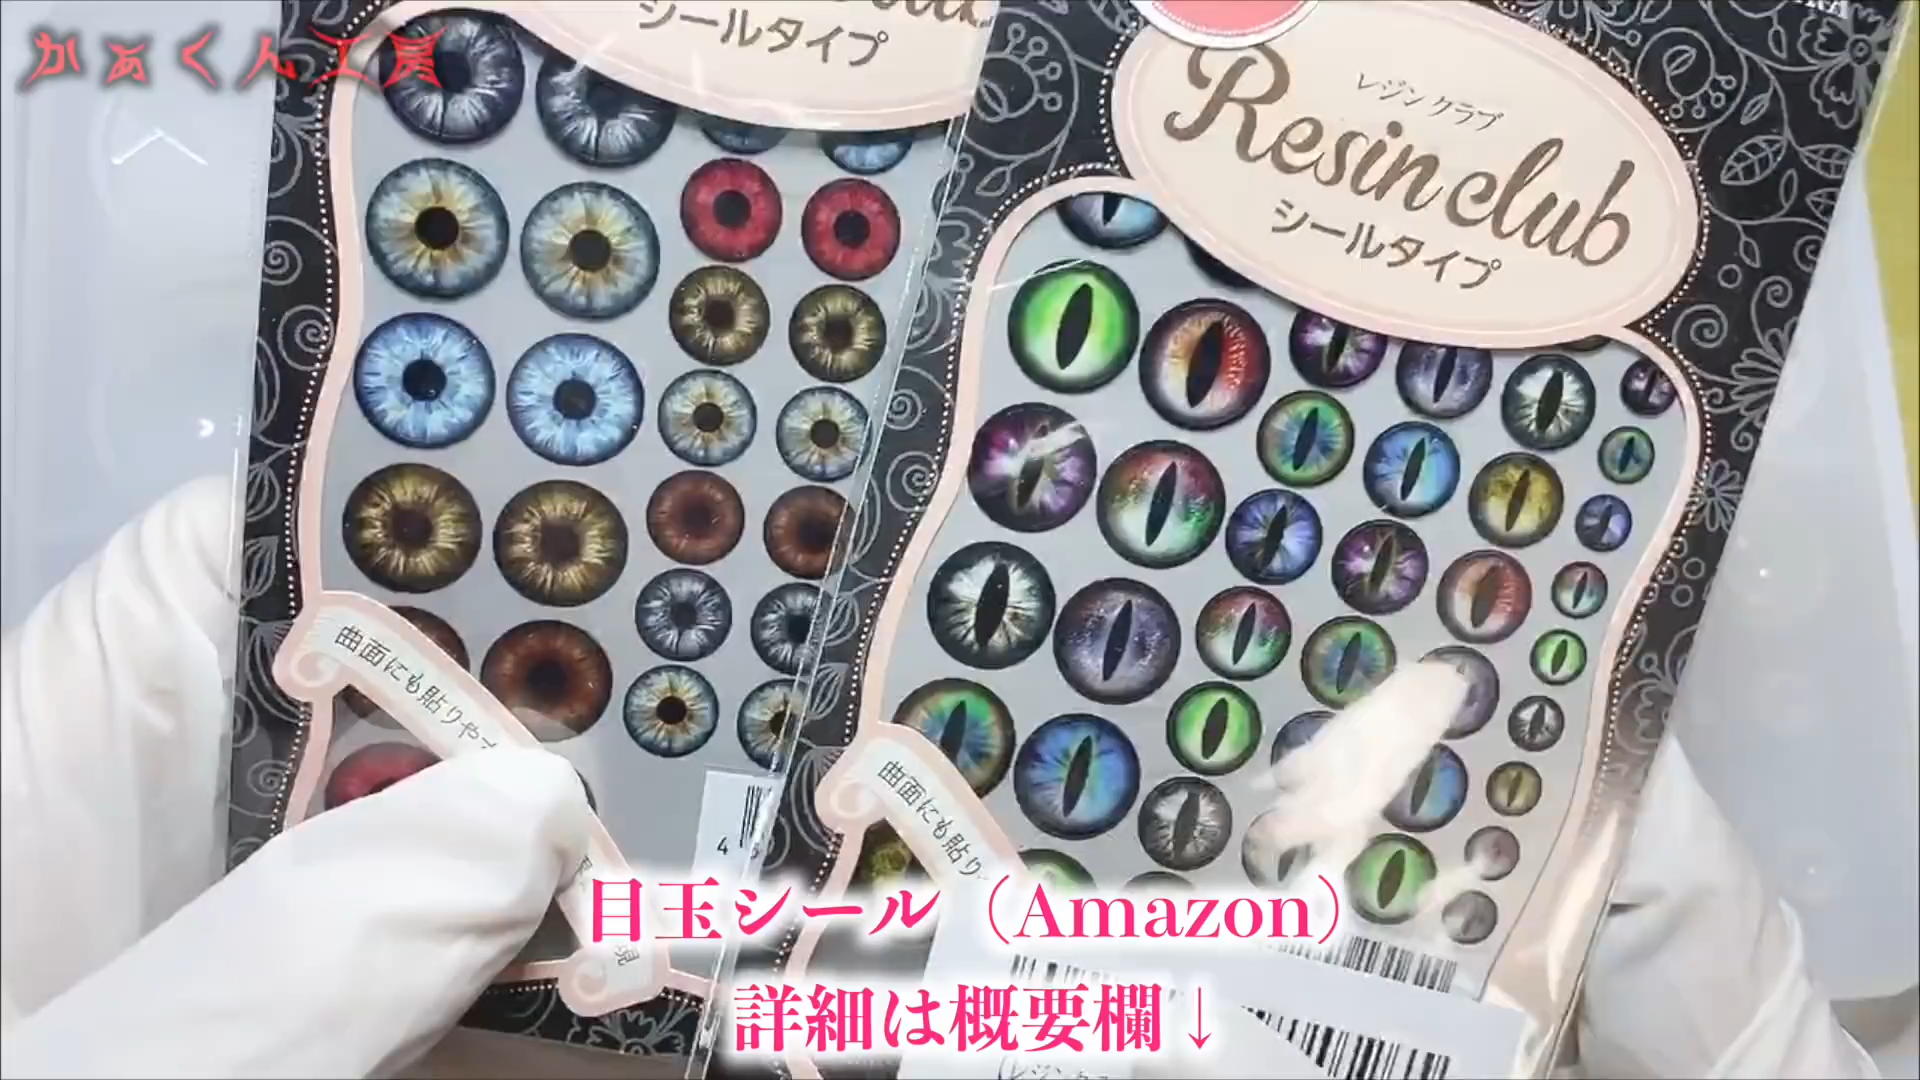 かぁくん工房
シールタイプ
レジンクラブ
Resin club
シールタイプ
曲面にも貼りや
曲面にも貼り
4
目玉シール（Amazon）
詳細は概要欄↓